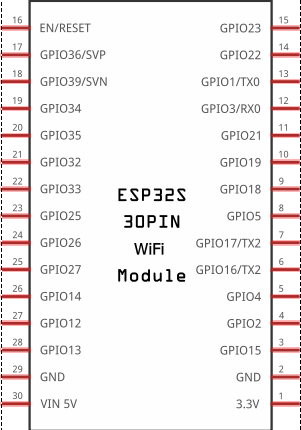 16 EN/RESET GPIO23 15
17 GPIO36/SVP GPIO22 14
18 GPIO39/SVN GPIO1/TX0 13
19 GPIO34 GPIO3/RX0 12
20 GPIO35 GPIO21 11
21 GPIO32 GPIO19 10
22 GPIO33 GPIO18 9
ESP32S
23 GPIO25 GPIO5 8
30PIN
24 GPIO26 GPIO17/TX2 7
WiFi
25 GPIO27 GPIO16/TX2 6
Module
26 GPIO14 GPIO4 5
27 GPIO12 GPIO2 4
28 GPIO13 GPIO15 3
29 GND GND 2
30 VIN 5V 3.3V 1